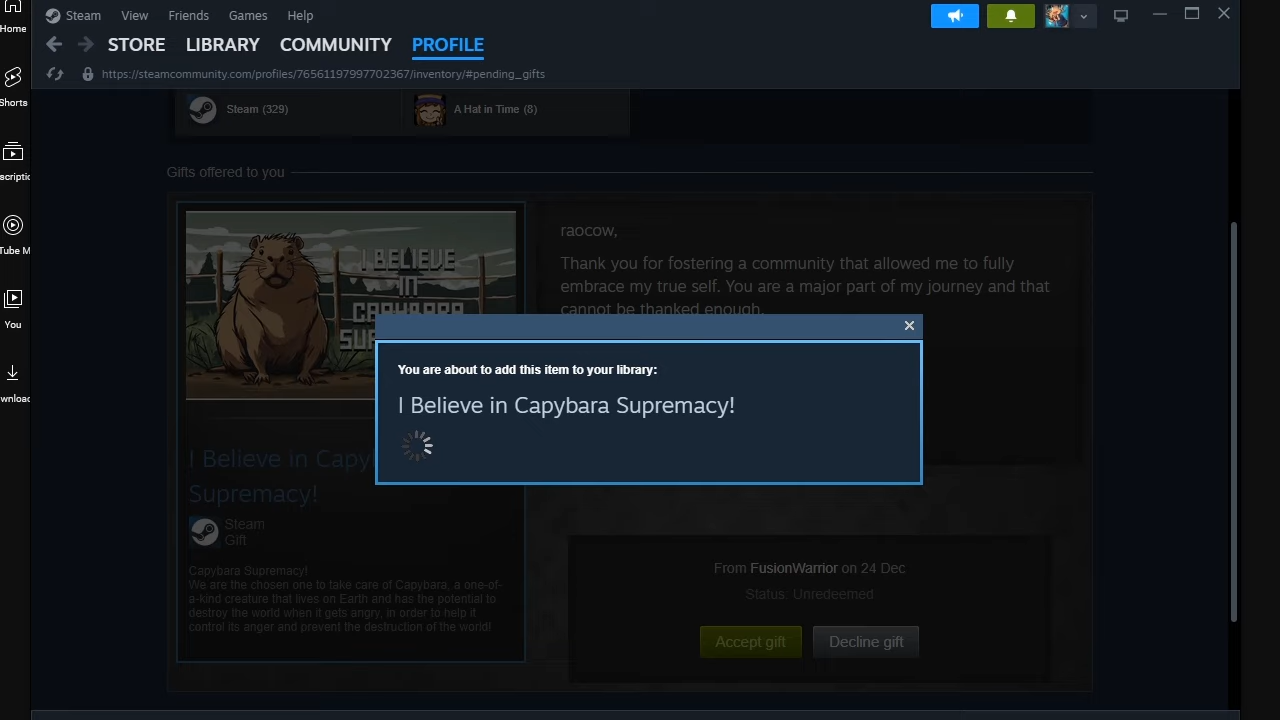 Steam View Friends Games Help
Home
STORE LIBRARY COMMUNITY PROFILE
https://steamcommunity.com/profiles/76561197997702367/inventory/#pending_gifts
Shorts
Steam (329) A Hat in Time (8)
Gifts offered to you
I BELIEVE
IN
CAPYBARA
raocow,
Thank you for fostering a community that allowed me to fully
embrace my true self. You are a major part of my journey and that
cannot be thanked enough.
You
You are about to add this item to your library:
I Believe in Capybara Supremacy!
I Believe in Capy
Supremacy!
Steam
Gift
Capybara Supremacy!
We are the chosen one to take care of Capybara, a one-of-
a-kind creature that lives on Earth and has the potential to
destroy the world when it gets angry, in order to help it
control its anger and prevent the destruction of the world!
From FusionWarrior on 24 Dec
Status: Unredeemed
Accept gift Decline gift